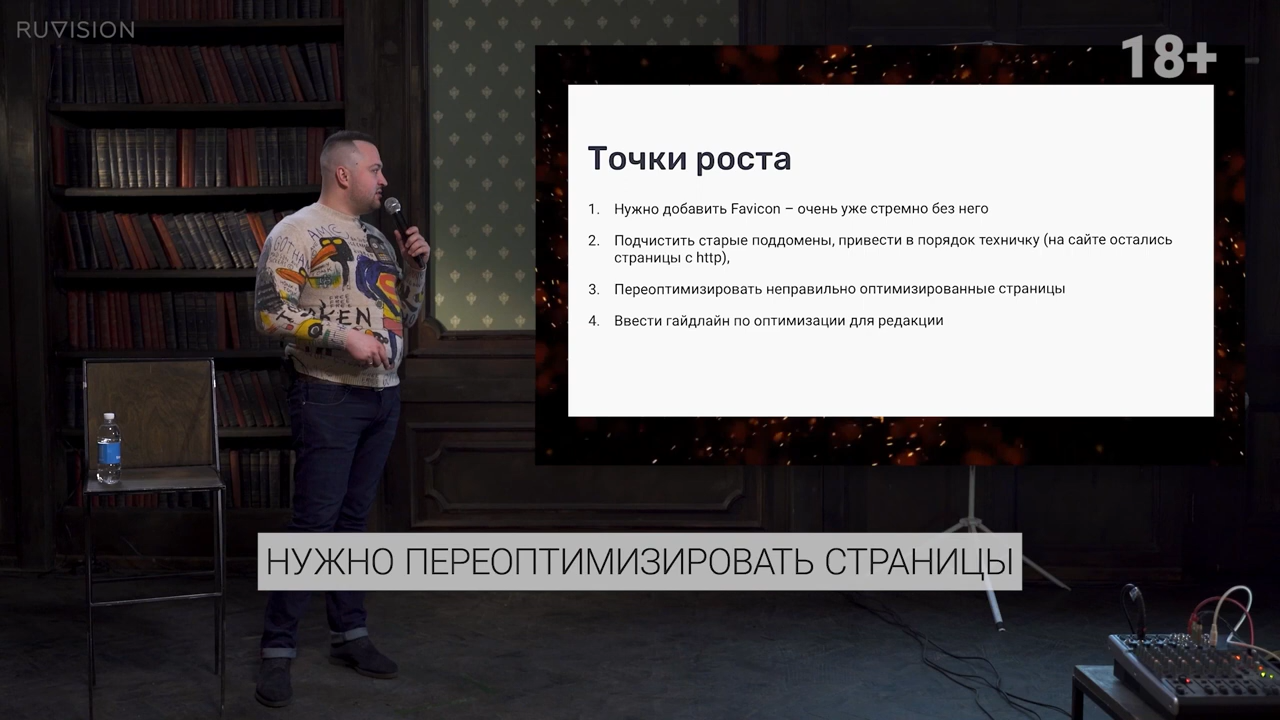 RUVISION
18+
Точки роста
1. Нужно добавить Favicon – очень уже стремно без него
2. Подчистить старые поддомены, привести в порядок техничку (на сайте остались
страницы с http),
3. Переоптимизировать неправильно оптимизированные страницы
4. Ввести гайдлайн по оптимизации для редакции
НУЖНО ПЕРЕОПТИМИЗИРОВАТЬ СТРАНИЦЫ